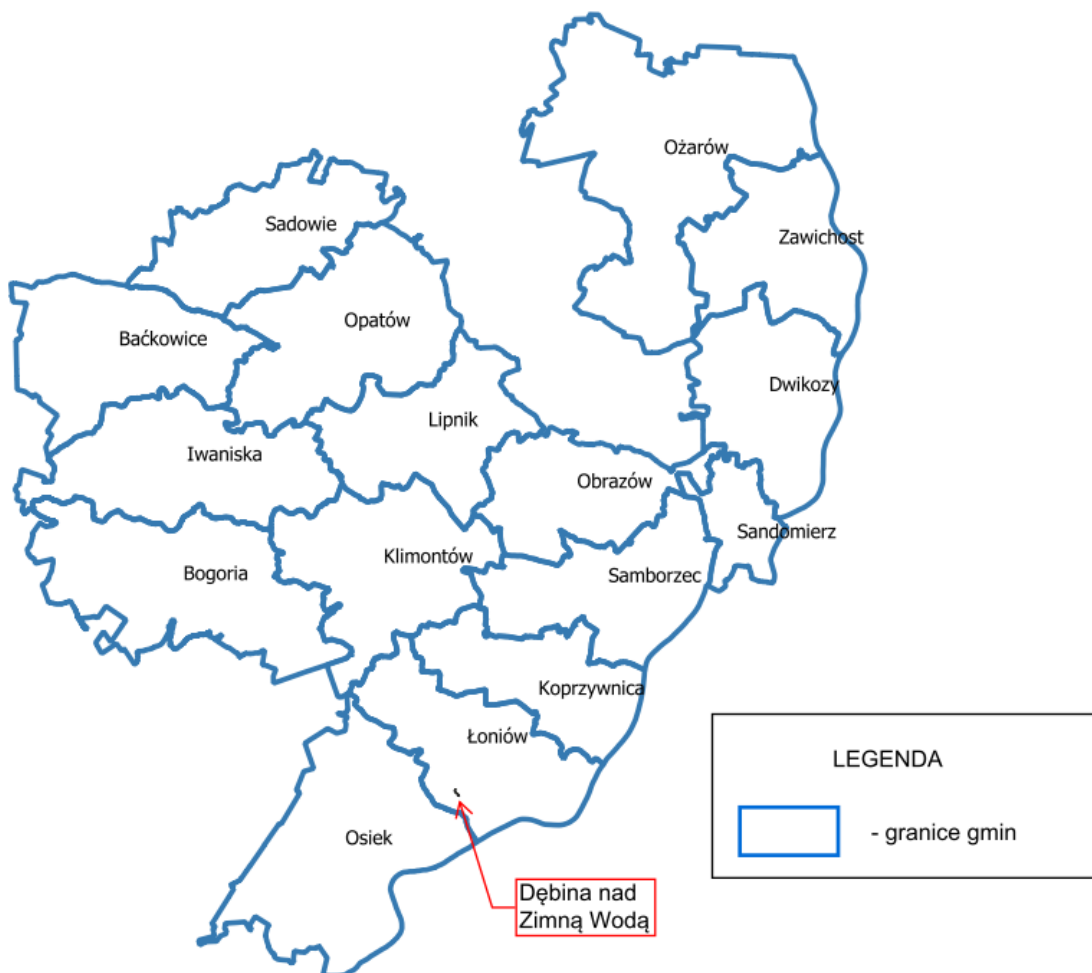 Ożarów
Sadowie
Zawichost
Opatów
Baćkowice
Dwikozy
Lipnik
Iwaniska
Obrazów
Sandomierz
Klimontów
Bogoria
Samborzec
Koprzywnica
Łoniów
LEGENDA
- granice gmin
Osiek
Dębina nad
Zimną Wodą